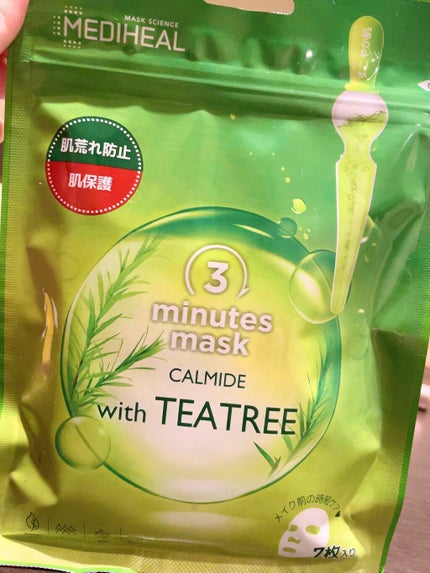 MASK SCIENCE
MEDIHEAL
肌荒れ防止
肌保護
3
minutes
mask
CALMIDE
with TEATREE
メイク前の時短ケア
7枚入り